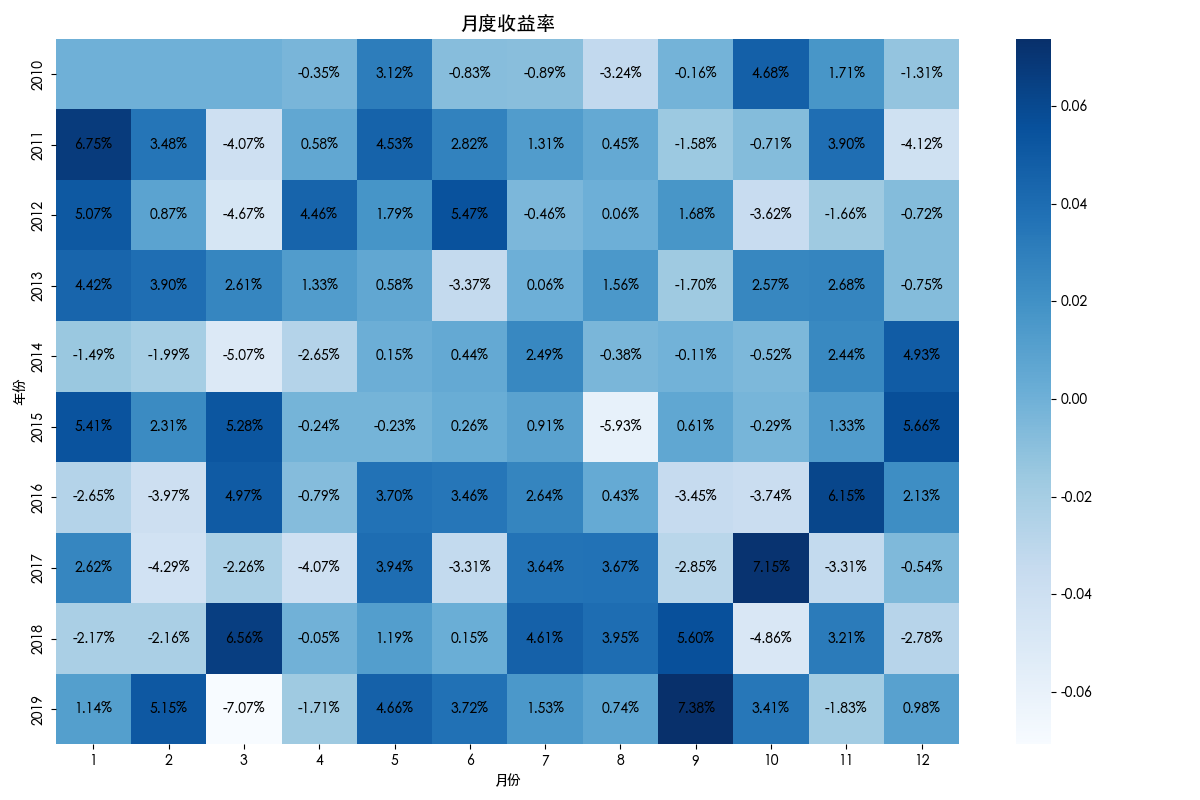 月度收益率
2010 -0.35% 3.12% -0.83% -0.89% -3.24% -0.16% 4.68% 1.71% -1.31%
2011 6.75% 3.48% -4.07% 0.58% 4.53% 2.82% 1.31% 0.45% -1.58% -0.71% 3.90% -4.12%
2012 5.07% 0.87% -4.67% 4.46% 1.79% 5.47% -0.46% 0.06% 1.68% -3.62% -1.66% -0.72%
2013 4.42% 3.90% 2.61% 1.33% 0.58% -3.37% 0.06% 1.56% -1.70% 2.57% 2.68% -0.75%
2014 -1.49% -1.99% -5.07% -2.65% 0.15% 0.44% 2.49% -0.38% -0.11% -0.52% 2.44% 4.93%
年份
2015 5.41% 2.31% 5.28% -0.24% -0.23% 0.26% 0.91% -5.93% 0.61% -0.29% 1.33% 5.66%
2016 -2.65% -3.97% 4.97% -0.79% 3.70% 3.46% 2.64% 0.43% -3.45% -3.74% 6.15% 2.13%
2017 2.62% -4.29% -2.26% -4.07% 3.94% -3.31% 3.64% 3.67% -2.85% 7.15% -3.31% -0.54%
2018 -2.17% -2.16% 6.56% -0.05% 1.19% 0.15% 4.61% 3.95% 5.60% -4.86% 3.21% -2.78%
2019 1.14% 5.15% -7.07% -1.71% 4.66% 3.72% 1.53% 0.74% 7.38% 3.41% -1.83% 0.98%
1 2 3 4 5 6 7 8 9 10 11 12
月份
0.06
0.04
0.02
0.00
-0.02
-0.04
-0.06